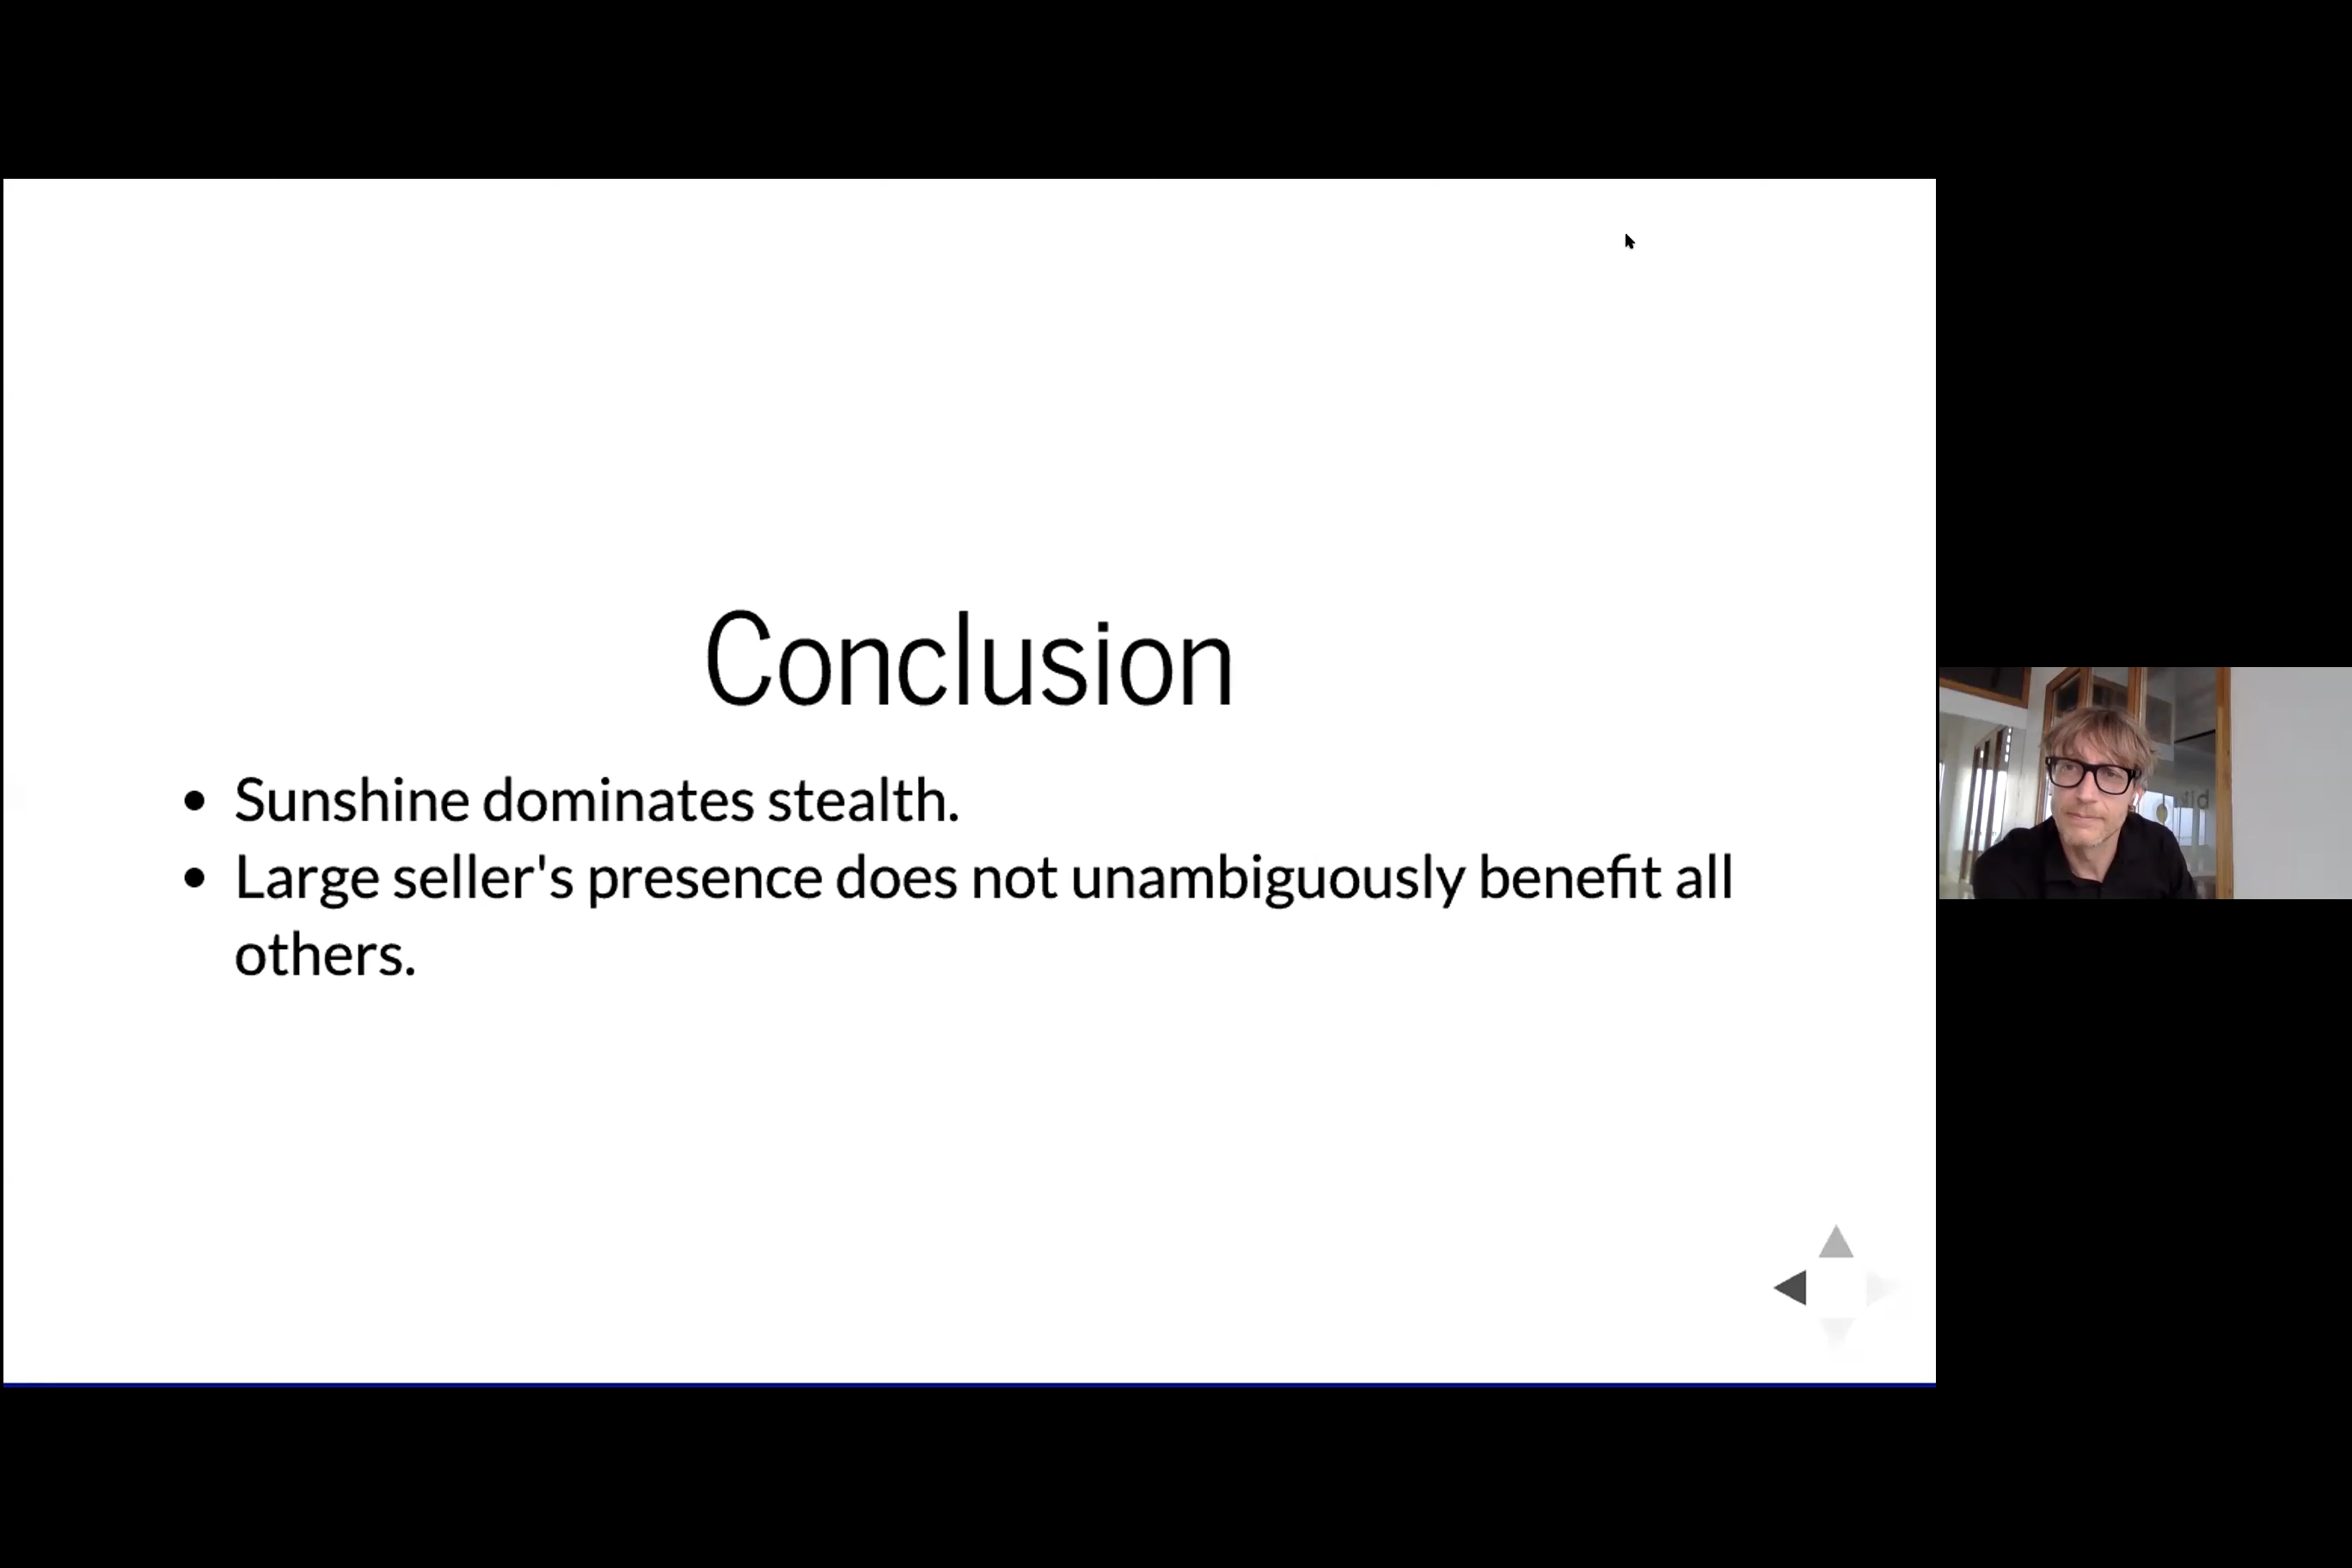 Conclusion
• Sunshine dominates stealth.
• Large seller's presence does not unambiguously benefit all
others.